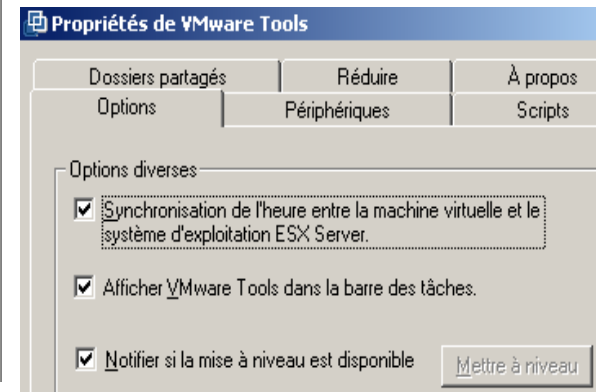 Propriétés de VMware Tools
Dossiers partagés Réduire À propos
Options Périphériques Scripts
Options diverses
Synchronisation de l'heure entre la machine virtuelle et le
système d'exploitation ESX Server.
Afficher VMware Tools dans la barre des tâches.
Notifier si la mise à niveau est disponible Mettre à niveau